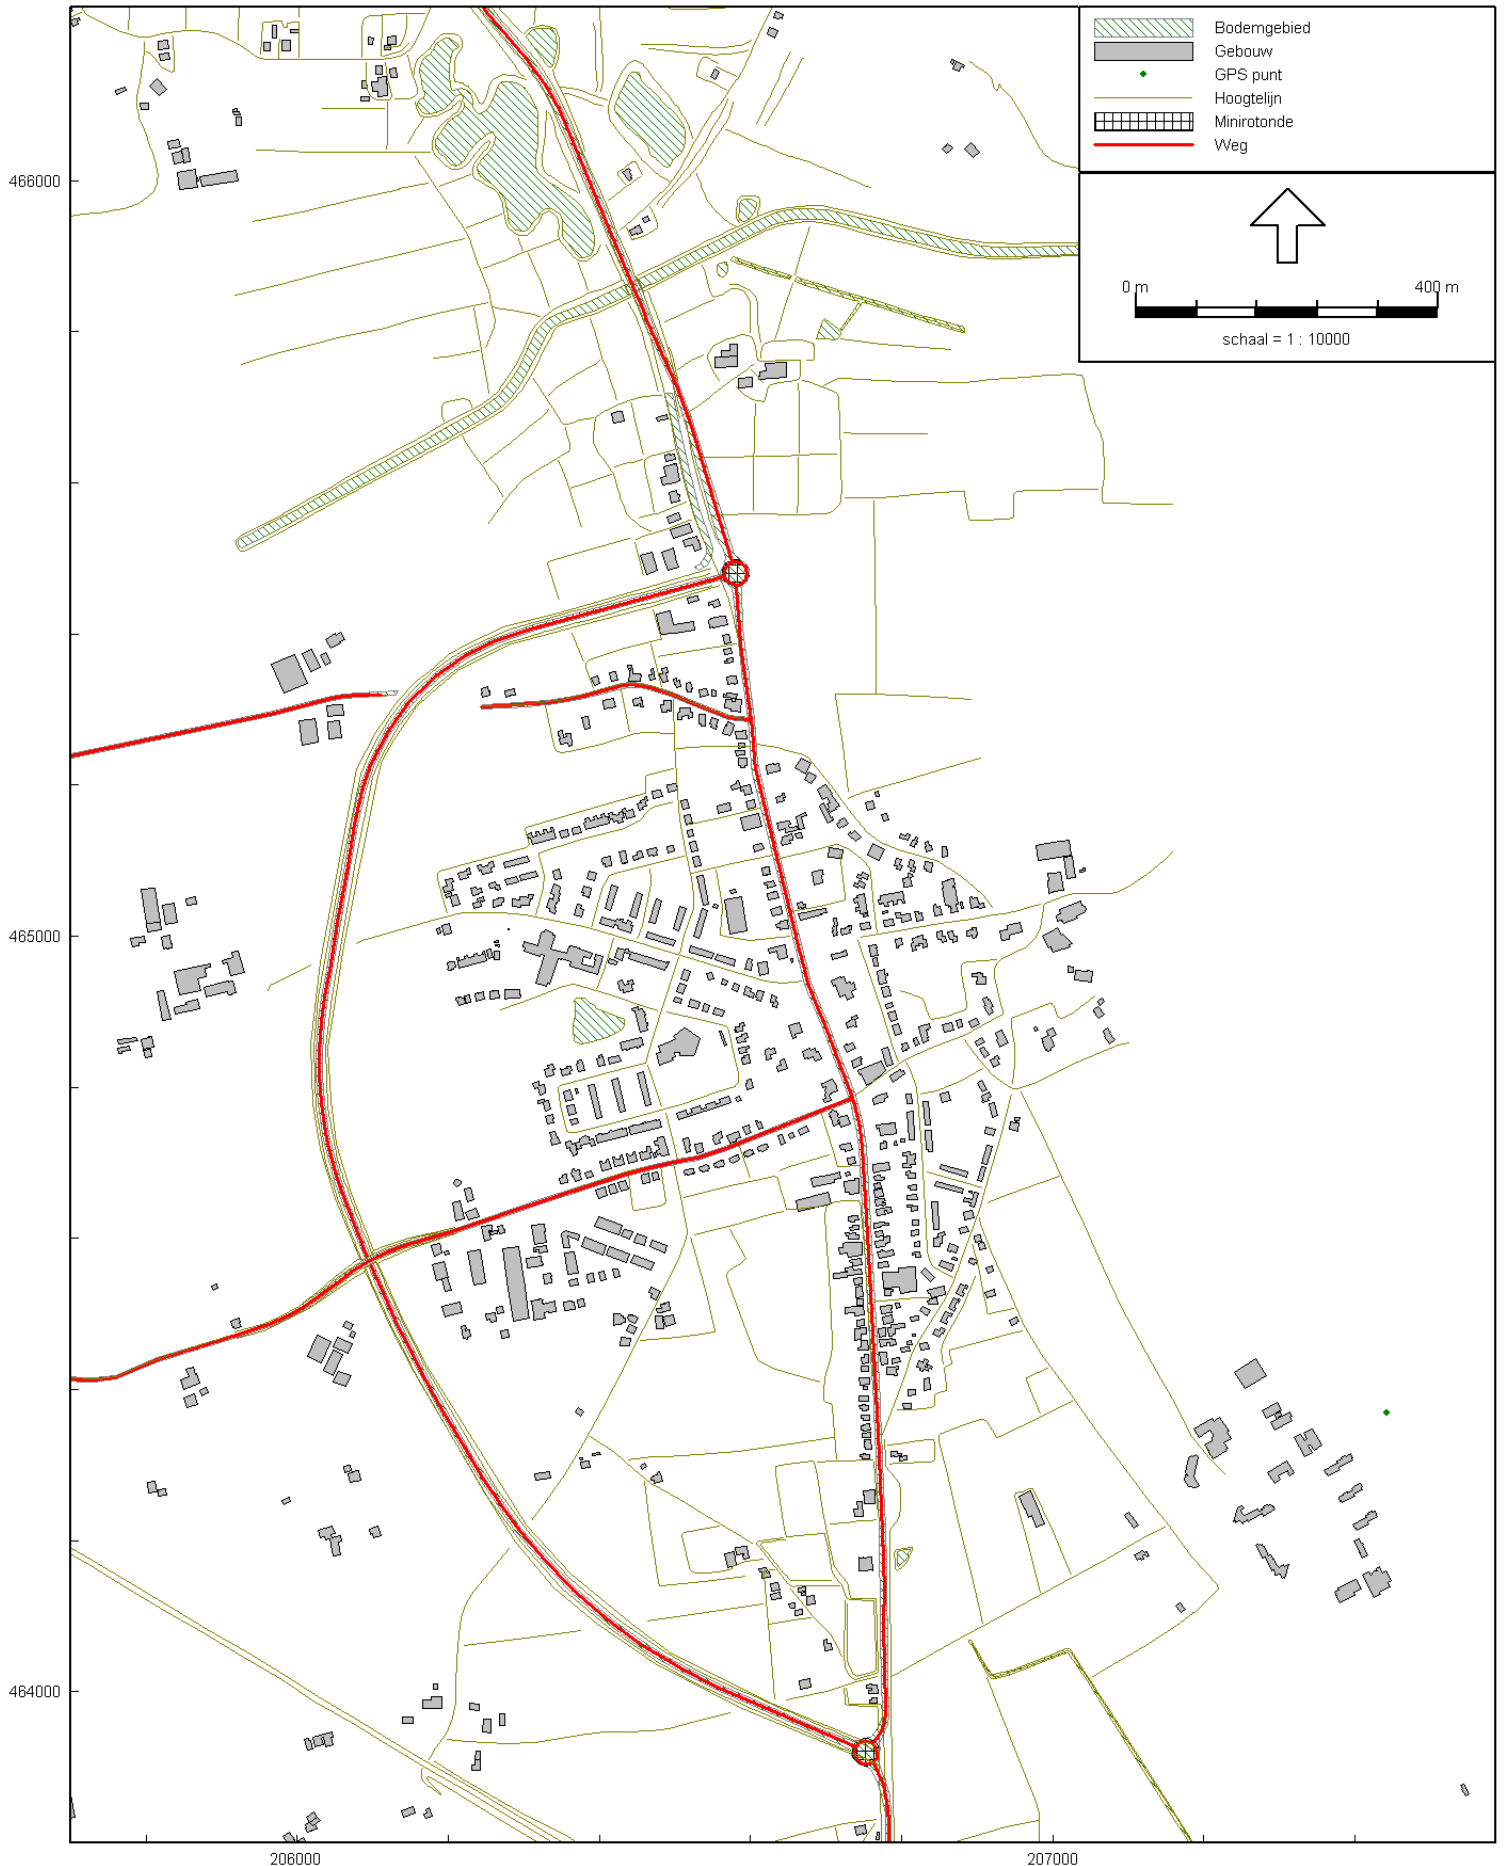 Bodemgebied
Gebouw
GPS punt
Hoogtelijn
Minirotonde
Weg
466000
0 m 400 m
schaal = 1 : 10000
465000
464000
206000 207000